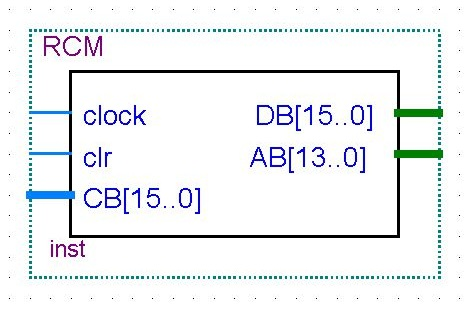 RCM
clock DB[15..0]
clr AB[13..0]
CB[15..0]
inst